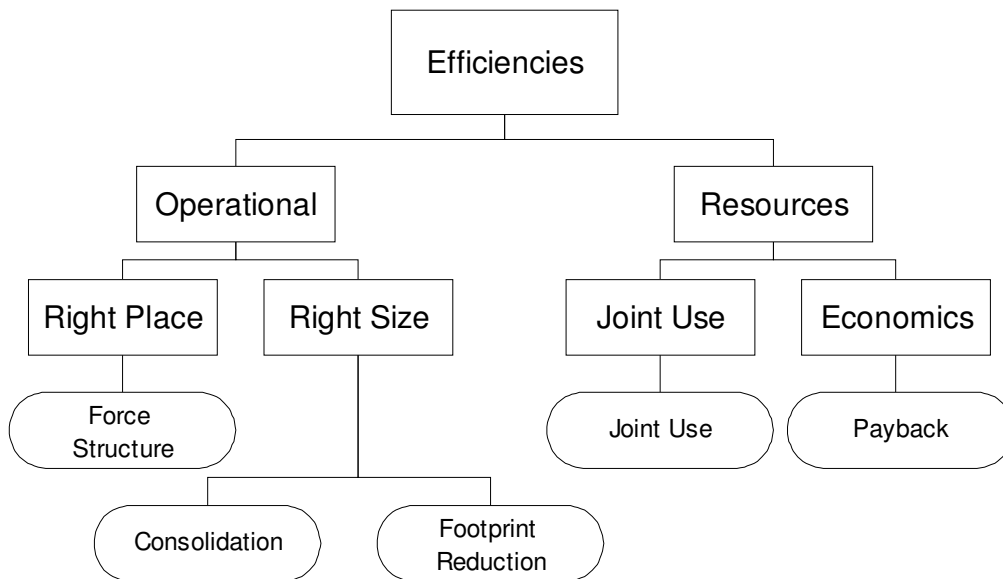 Efficiencies
Operational
Resources
Right Place
Right Size
Joint Use
Economics
Force
Structure
Joint Use
Payback
Consolidation
Footprint
Reduction